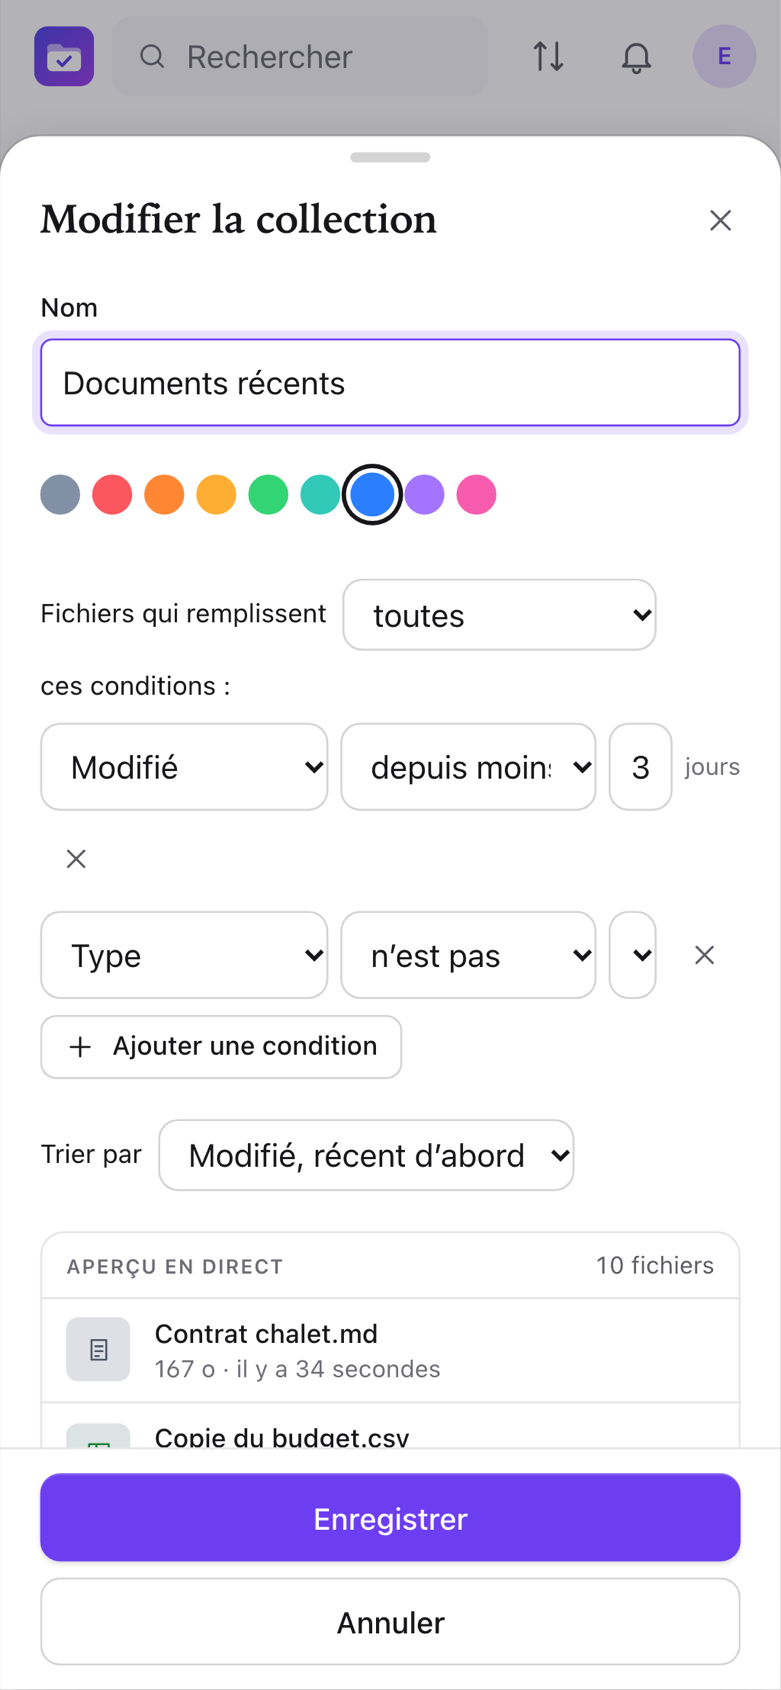 Rechercher
E
Modifier la collection
Nom
Documents récents
Fichiers qui remplissent toutes
ces conditions :
Modifié depuis moins 3 jours
Type n’est pas
Ajouter une condition
Trier par Modifié, récent d’abord
APERÇU EN DIRECT 10 fichiers
Contrat chalet.md
167 o · il y a 34 secondes
Copie du budget.csv
Enregistrer
Annuler